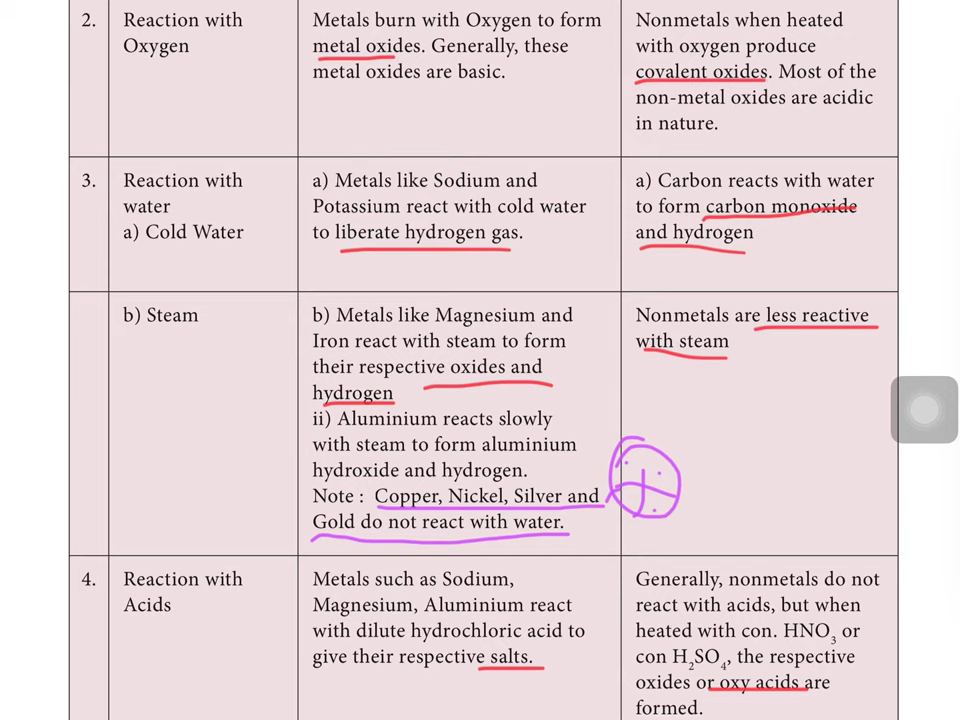 2.
Reaction with
Oxygen
Metals burn with Oxygen to form
metal oxides. Generally, these
metal oxides are basic.
Nonmetals when heated
with oxygen produce
covalent oxides. Most of the
non-metal oxides are acidic
in nature.
3.
Reaction with
water
a) Cold Water
a) Metals like Sodium and
Potassium react with cold water
to liberate hydrogen gas.
a) Carbon reacts with water
to form carbon monoxide
and hydrogen
b) Steam
b) Metals like Magnesium and
Iron react with steam to form
their respective oxides and
hydrogen
ii) Aluminium reacts slowly
with steam to form aluminium
hydroxide and hydrogen.
Note : Copper, Nickel, Silver and
Gold do not react with water.
Nonmetals are less reactive
with steam
4.
Reaction with
Acids
Metals such as Sodium,
Magnesium, Aluminium react
with dilute hydrochloric acid to
give their respective salts.
Generally, nonmetals do not
react with acids, but when
heated with con. HNO₃ or
con H₂SO₄, the respective
oxides or oxy acids are
formed.